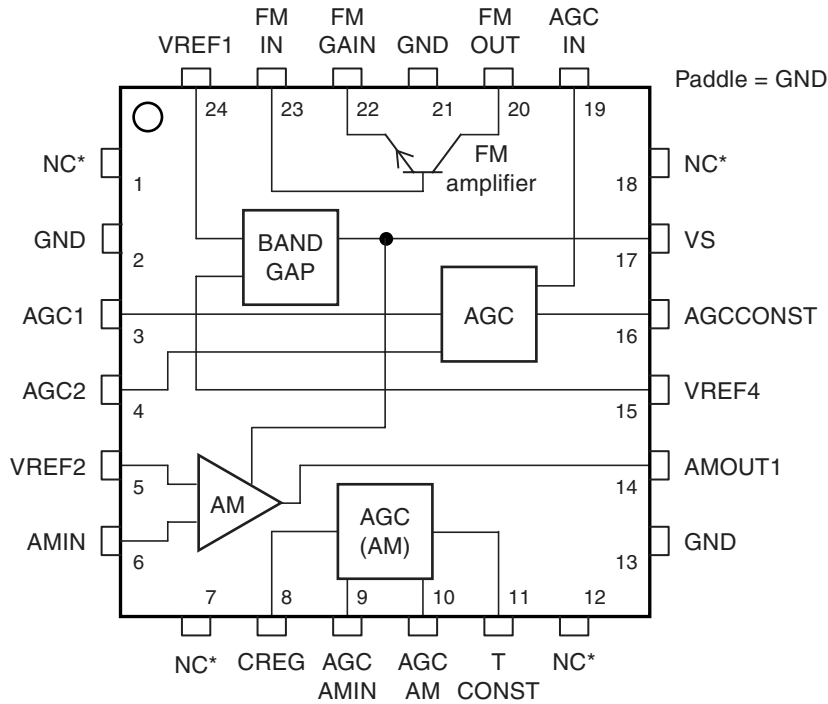 FM FM FM AGC
VREF1 IN GAIN GND OUT IN
Paddle = GND
24 23 22 21 20 19
NC* 1
FM
amplifier
18 NC*
GND 2
BAND
GAP
17 VS
AGC1 3
AGC
16 AGCCONST
AGC2 4
15 VREF4
VREF2 5
AM
14 AMOUT1
AMIN 6
AGC
(AM)
13 GND
7 8 9 10 11 12
NC* CREG AGC AGC T NC*
AMIN AM CONST